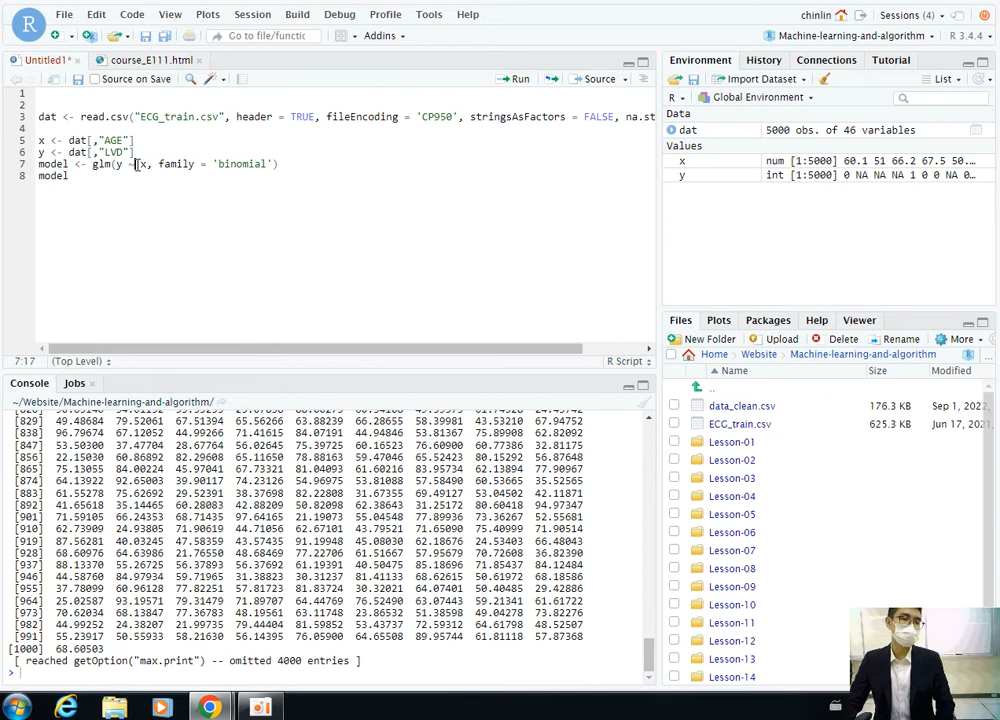 File Edit Code View Plots Session Build Debug Profile Tools Help
chinlin Sessions (4)
Go to file/functic Addins
Machine-learning-and-algorithm R 3.4.4
Untitled1* course_E111.html
Source on Save Run Source
1
2
3 dat <- read.csv("ECG_train.csv", header = TRUE, fileEncoding = 'CP950', stringsAsFactors = FALSE, na.st
4
5 x <- dat[,"AGE"]
6 y <- dat[,"LVD"]
7 model <- glm(y ~ x, family = 'binomial')
8 model
7:17 (Top Level) R Script
Console Jobs
~/Website/Machine-learning-and-algorithm/
[829] 49.48684 79.52061 67.51394 65.56266 63.88239 66.28655 58.39981 43.53210 67.94752
[838] 96.79674 67.12052 44.99266 71.41615 84.07191 44.94846 53.81367 75.89908 62.82092
[847] 53.50300 37.47704 28.67764 56.02645 75.39725 60.16523 76.60900 60.77386 32.81175
[856] 22.15030 60.86892 82.29608 65.11650 78.88163 59.47046 65.52423 80.15292 56.87648
[865] 75.13055 84.00224 45.97041 67.73321 81.04093 61.60216 83.95734 62.13894 77.90967
[874] 64.13922 92.65003 39.90117 74.23126 54.96975 53.81088 57.58490 60.53665 35.52565
[883] 61.55278 75.62692 29.52391 38.37698 82.22808 31.67355 69.49127 53.04502 42.11871
[892] 41.65618 35.14465 60.28083 42.88209 50.82098 62.38643 31.25172 80.60418 94.97347
[901] 71.59105 66.24353 68.71435 97.64165 21.19073 55.04548 77.89936 73.36267 52.55681
[910] 62.73909 24.93805 71.90619 44.71056 62.07101 43.79521 71.65090 75.40999 71.90514
[919] 87.56281 40.03245 47.58359 43.57435 91.19948 45.08030 62.18676 24.53403 66.48043
[928] 68.60976 64.63986 21.76550 48.68469 77.22706 61.51667 57.95679 70.72608 36.82390
[937] 88.13370 55.26725 56.37893 56.37692 61.19391 40.50475 85.18696 71.85437 84.12484
[946] 44.58760 84.97934 59.71965 31.38823 30.31237 81.41133 68.62615 50.61972 68.18586
[955] 37.78099 60.96131 77.82251 57.81723 81.83724 30.32021 64.07401 50.40485 29.42886
[964] 25.02587 93.19571 79.31479 71.89707 64.44769 76.52490 63.07443 59.21341 61.61722
[973] 70.62034 68.13847 77.36783 48.19561 63.11748 23.86532 51.38598 49.04278 73.82276
[982] 44.99252 24.38207 21.99735 79.44404 81.59852 53.43737 72.59312 64.61798 48.52507
[991] 55.23917 50.55933 58.21630 56.14395 76.05900 64.65508 89.95744 61.81118 57.87368
[1000] 68.60503
[ reached getOption("max.print") -- omitted 4000 entries ]
>
Environment History Connections Tutorial
Import Dataset List
R Global Environment
Data
dat 5000 obs. of 46 variables
Values
x num [1:5000] 60.1 51 66.2 67.5 50....
y int [1:5000] 0 NA NA NA 1 0 0 NA 0...
Files Plots Packages Help Viewer
New Folder Upload Delete Rename More
Home Website Machine-learning-and-algorithm
Name Size Modified
..
data_clean.csv 176.3 KB Sep 1, 2022,
ECG_train.csv 625.3 KB Jun 17, 2021,
Lesson-01
Lesson-02
Lesson-03
Lesson-04
Lesson-05
Lesson-06
Lesson-07
Lesson-08
Lesson-09
Lesson-10
Lesson-11
Lesson-12
Lesson-13
Lesson-14